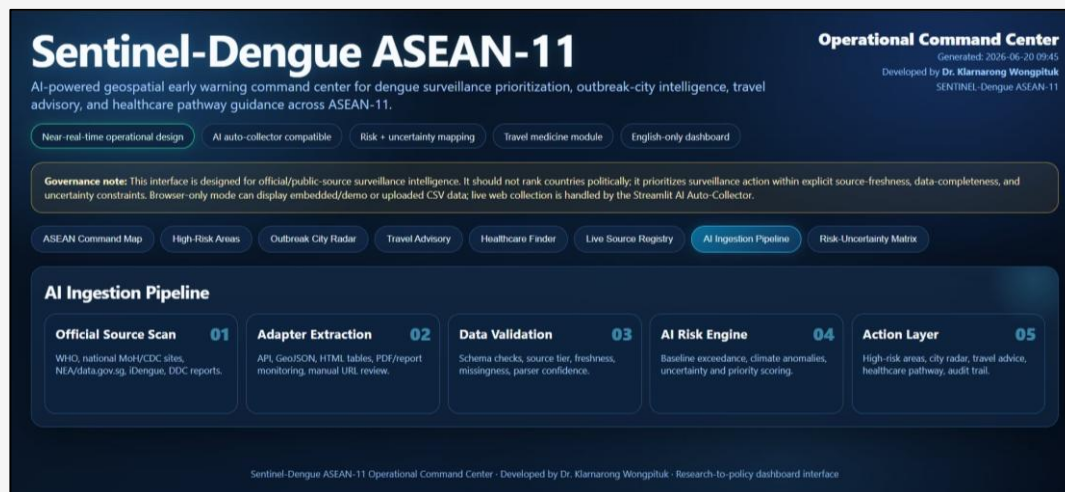 Sentinel-Dengue ASEAN-11
AI-powered geospatial early warning command center for dengue surveillance prioritization, outbreak-city intelligence, travel
advisory, and healthcare pathway guidance across ASEAN-11.
Operational Command Center
Generated: 2026-06-20 09:45
Developed by Dr. Klarnarong Wongpituk
SENTINEL-Dengue ASEAN-11
Near-real-time operational design
AI auto-collector compatible
Risk + uncertainty mapping
Travel medicine module
English-only dashboard
Governance note: This interface is designed for official/public-source surveillance intelligence. It should not rank countries politically; it prioritizes surveillance action within explicit source-freshness, data-completeness, and
uncertainty constraints. Browser-only mode can display embedded/demo or uploaded CSV data; live web collection is handled by the Streamlit AI Auto-Collector.
ASEAN Command Map
High-Risk Areas
Outbreak City Radar
Travel Advisory
Healthcare Finder
Live Source Registry
AI Ingestion Pipeline
Risk-Uncertainty Matrix
AI Ingestion Pipeline
Official Source Scan 01
WHO, national MoH/CDC sites,
NEA/data.gov.sg, iDengue, DDC reports.
Adapter Extraction 02
API, GeoJSON, HTML tables, PDF/report
monitoring, manual URL review.
Data Validation 03
Schema checks, source tier, freshness,
missingness, parser confidence.
AI Risk Engine 04
Baseline exceedance, climate anomalies,
uncertainty and priority scoring.
Action Layer 05
High-risk areas, city radar, travel advice,
healthcare pathway, audit trail.
Sentinel-Dengue ASEAN-11 Operational Command Center · Developed by Dr. Klarnarong Wongpituk · Research-to-policy dashboard interface